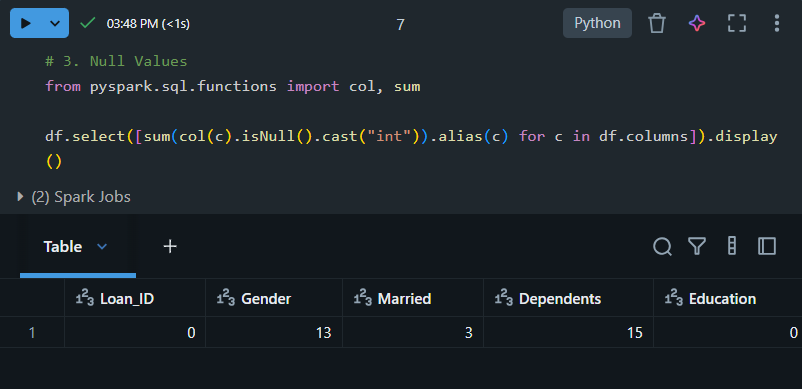 03:48 PM (<1s)
7
Python
# 3. Null Values
from pyspark.sql.functions import col, sum
df.select([sum(col(c).isNull().cast("int")).alias(c) for c in df.columns]).display
()
(2) Spark Jobs
Table
+
123 Loan_ID 123 Gender 123 Married 123 Dependents 123 Education
1 0 13 3 15 0